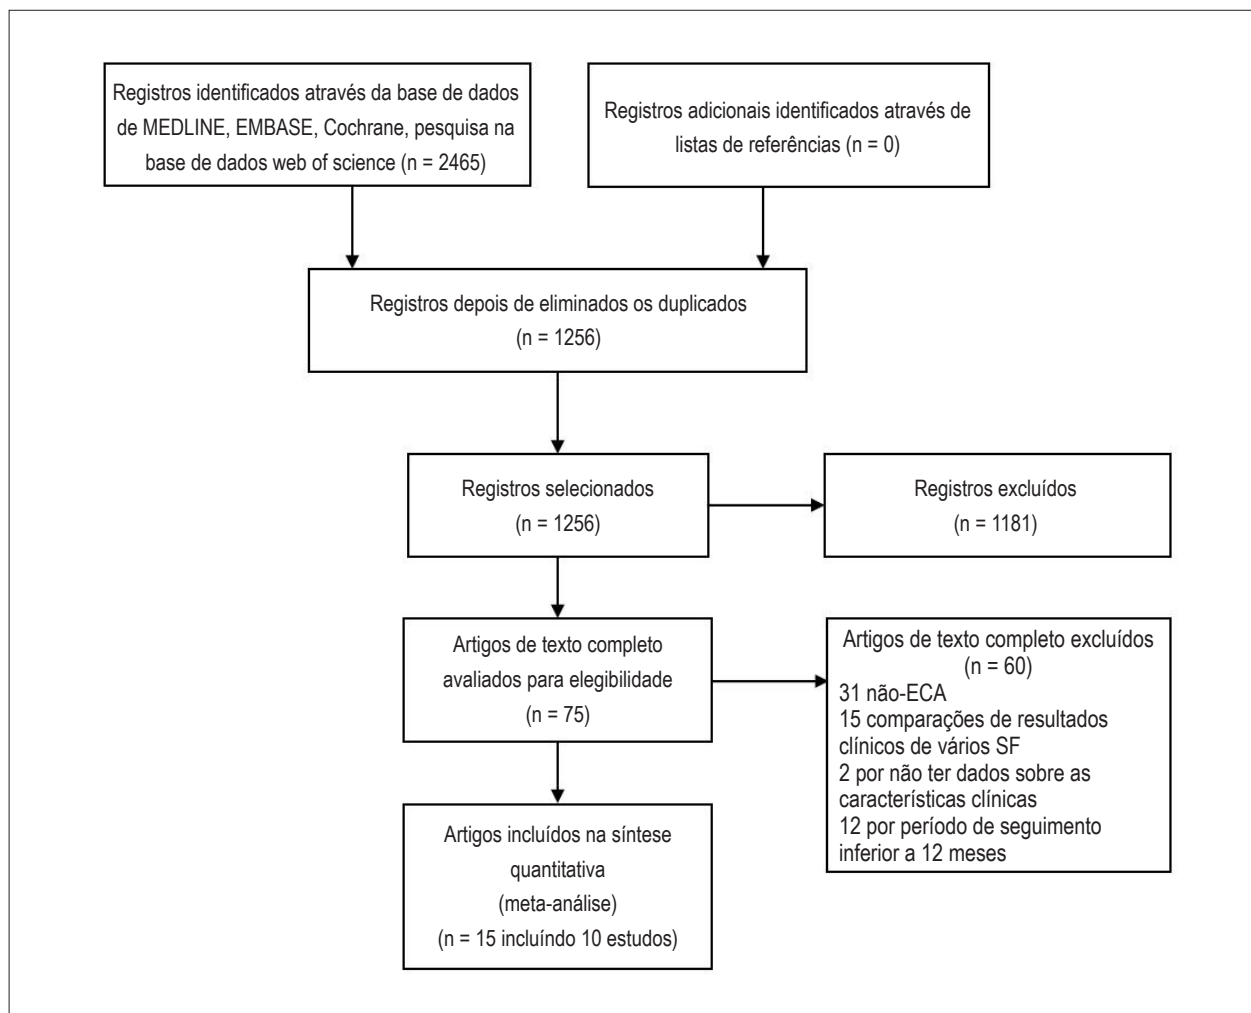 Registros identificados através da base de dados
de MEDLINE, EMBASE, Cochrane, pesquisa na
base de dados web of science (n = 2465)
Registros adicionais identificados através de
listas de referências (n = 0)
Registros depois de eliminados os duplicados
(n = 1256)
Registros selecionados
(n = 1256)
Registros excluídos
(n = 1181)
Artigos de texto completo
avaliados para elegibilidade
(n = 75)
Artigos de texto completo excluídos
(n = 60)
31 não-ECA
15 comparações de resultados
clínicos de vários SF
2 por não ter dados sobre as
características clínicas
12 por período de seguimento
inferior a 12 meses
Artigos incluídos na síntese
quantitativa
(meta-análise)
(n = 15 incluíndo 10 estudos)